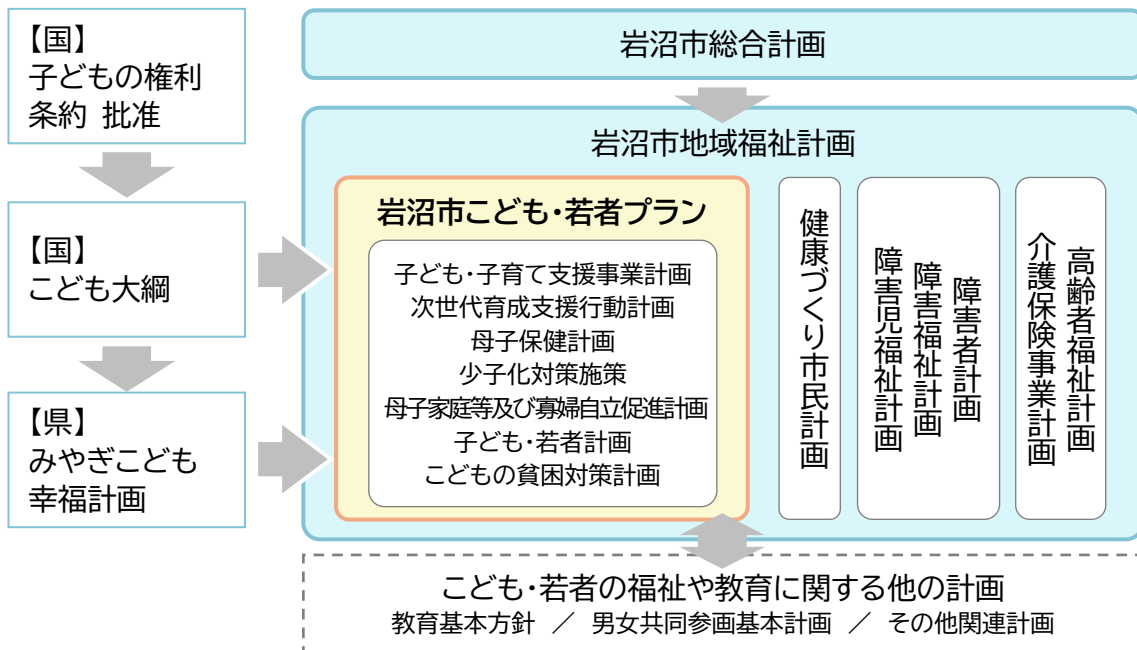 【国】
子どもの権利
条約 批准
【国】
こども大綱
【県】
みやぎこども
幸福計画
岩沼市総合計画
岩沼市地域福祉計画
岩沼市こども・若者プラン
子ども・子育て支援事業計画
次世代育成支援行動計画
母子保健計画
少子化対策施策
母子家庭等及び寡婦自立促進計画
子ども・若者計画
こどもの貧困対策計画
健康づくり市民計画
障害者計画
障害福祉計画
障害児福祉計画
高齢者福祉計画
介護保険事業計画
こども・若者の福祉や教育に関する他の計画
教育基本方針 ／ 男女共同参画基本計画 ／ その他関連計画